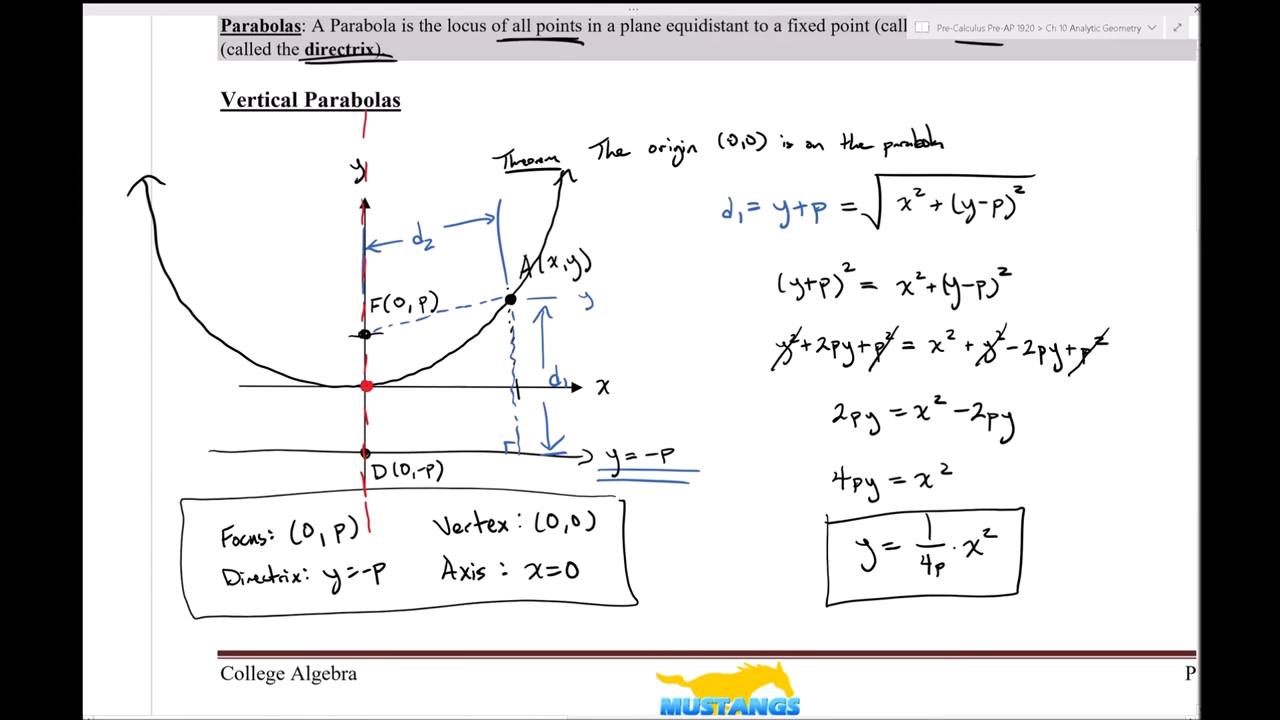 Parabolas: A Parabola is the locus of all points in a plane equidistant to a fixed point (call
Pre-Calculus Pre-AP 1920 > Ch 10 Analytic Geometry
(called the directrix).
Vertical Parabolas
Theorem The origin (0,0) is on the parabola
y
d₁ = y+p = √x²+(y-p)²
d₂
A(x,y)
(y+p)² = x²+(y-p)²
F(0,p)
y
y²+2py+p² = x²+y²-2py+p²
d₁
x
2py = x²-2py
y=-p
D(0,-p)
4py = x²
Focus: (0,p) Vertex: (0,0)
y = 1/4p · x²
Directrix: y=-p Axis: x=0
College Algebra P
MUSTANGS